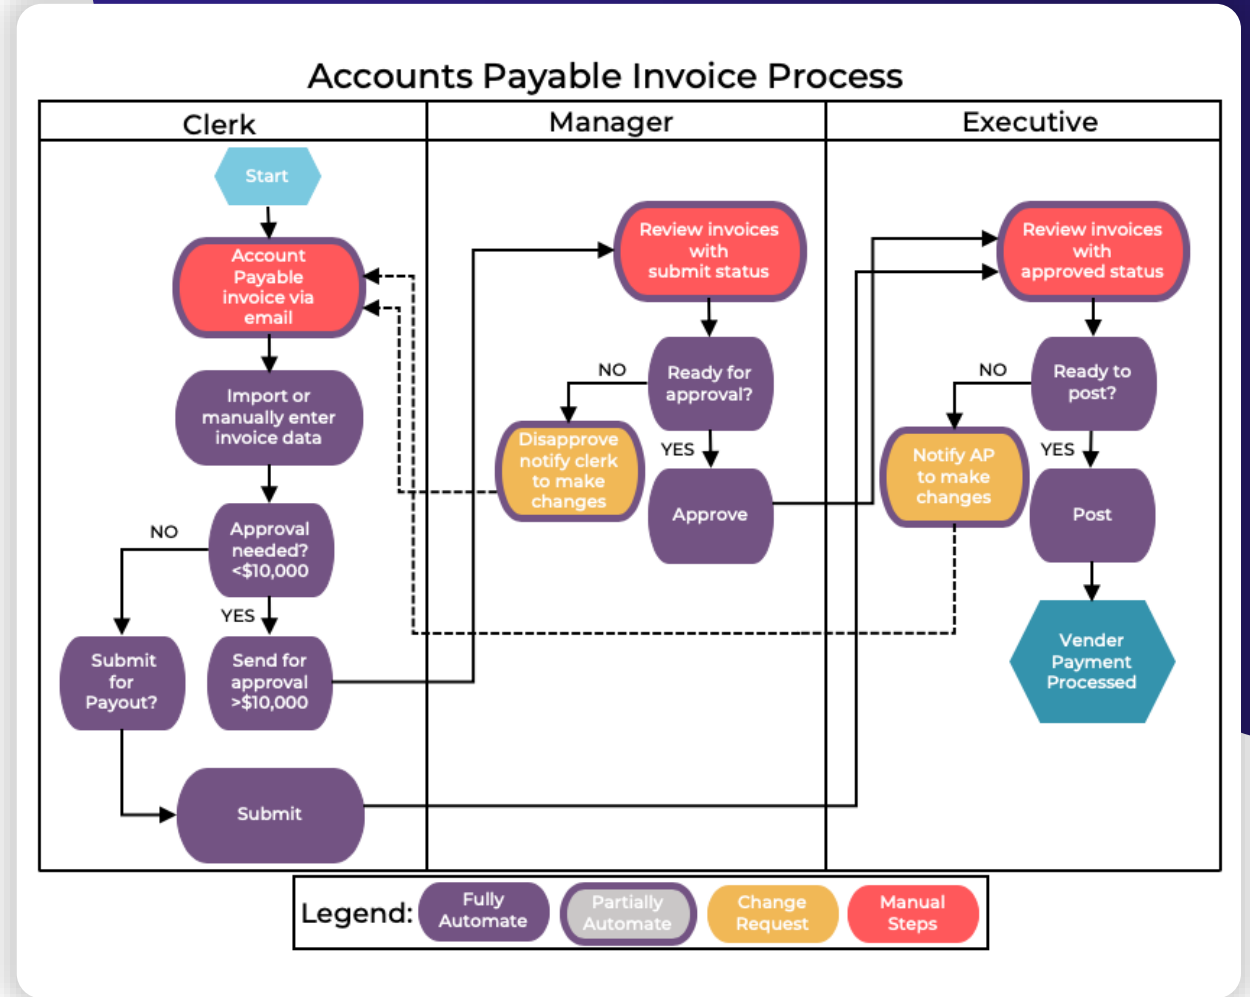 Accounts Payable Invoice Process
Clerk
Manager
Executive
Start
Account
Payable
invoice via
email
Import or
manually enter
invoice data
Approval
needed?
<$10,000
NO
YES
Submit
for
Payout?
Send for
approval
>$10,000
Submit
Review invoices
with
submit status
Ready for
approval?
NO
YES
Disapprove
notify clerk
to make
changes
Approve
Review invoices
with
approved status
Ready to
post?
NO
YES
Notify AP
to make
changes
Post
Vender
Payment
Processed
Legend:
Fully
Automate
Partially
Automate
Change
Request
Manual
Steps